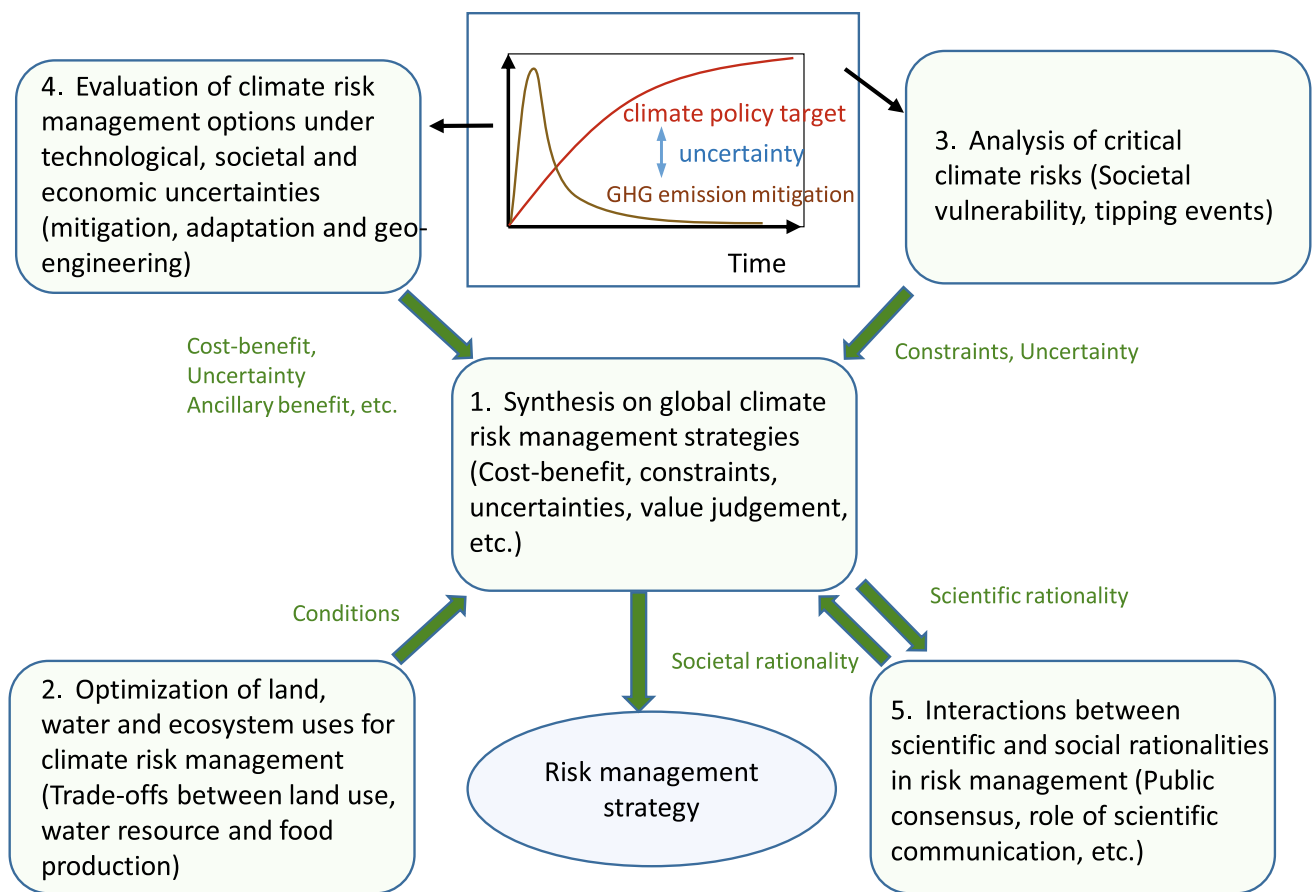 4. Evaluation of climate risk
management options under
technological, societal and
economic uncertainties
(mitigation, adaptation and geo-
engineering)
climate policy target
uncertainty
GHG emission mitigation
Time
3. Analysis of critical
climate risks (Societal
vulnerability, tipping events)
Cost-benefit,
Uncertainty
Ancillary benefit, etc.
Constraints, Uncertainty
1. Synthesis on global climate
risk management strategies
(Cost-benefit, constraints,
uncertainties, value judgement,
etc.)
Conditions
Scientific rationality
Societal rationality
2. Optimization of land,
water and ecosystem uses for
climate risk management
(Trade-offs between land use,
water resource and food
production)
Risk management
strategy
5. Interactions between
scientific and social rationalities
in risk management (Public
consensus, role of scientific
communication, etc.)